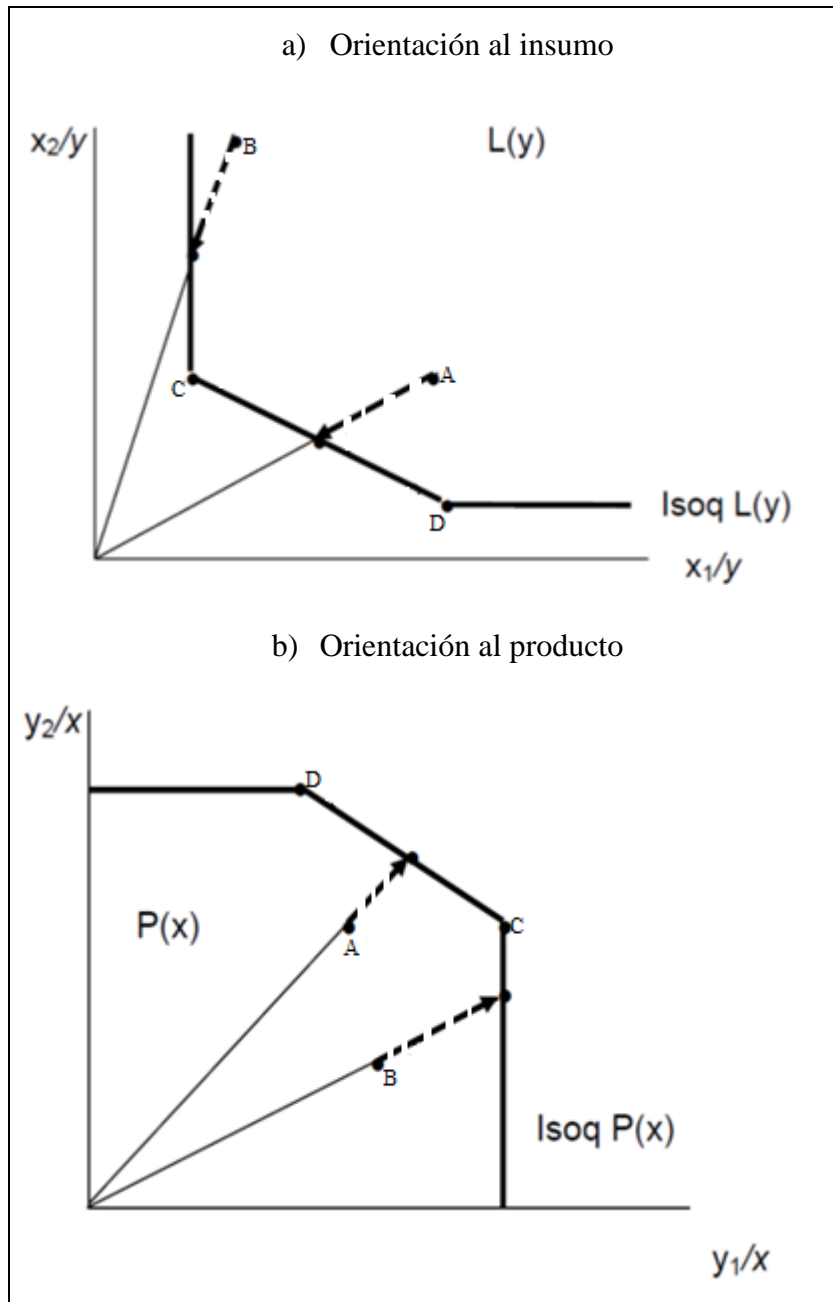 a) Orientación al insumo
x₂/y
B
L(y)
C
A
D
Isoq L(y)
x₁/y
b) Orientación al producto
y₂/x
D
P(x)
A
C
B
Isoq P(x)
y₁/x